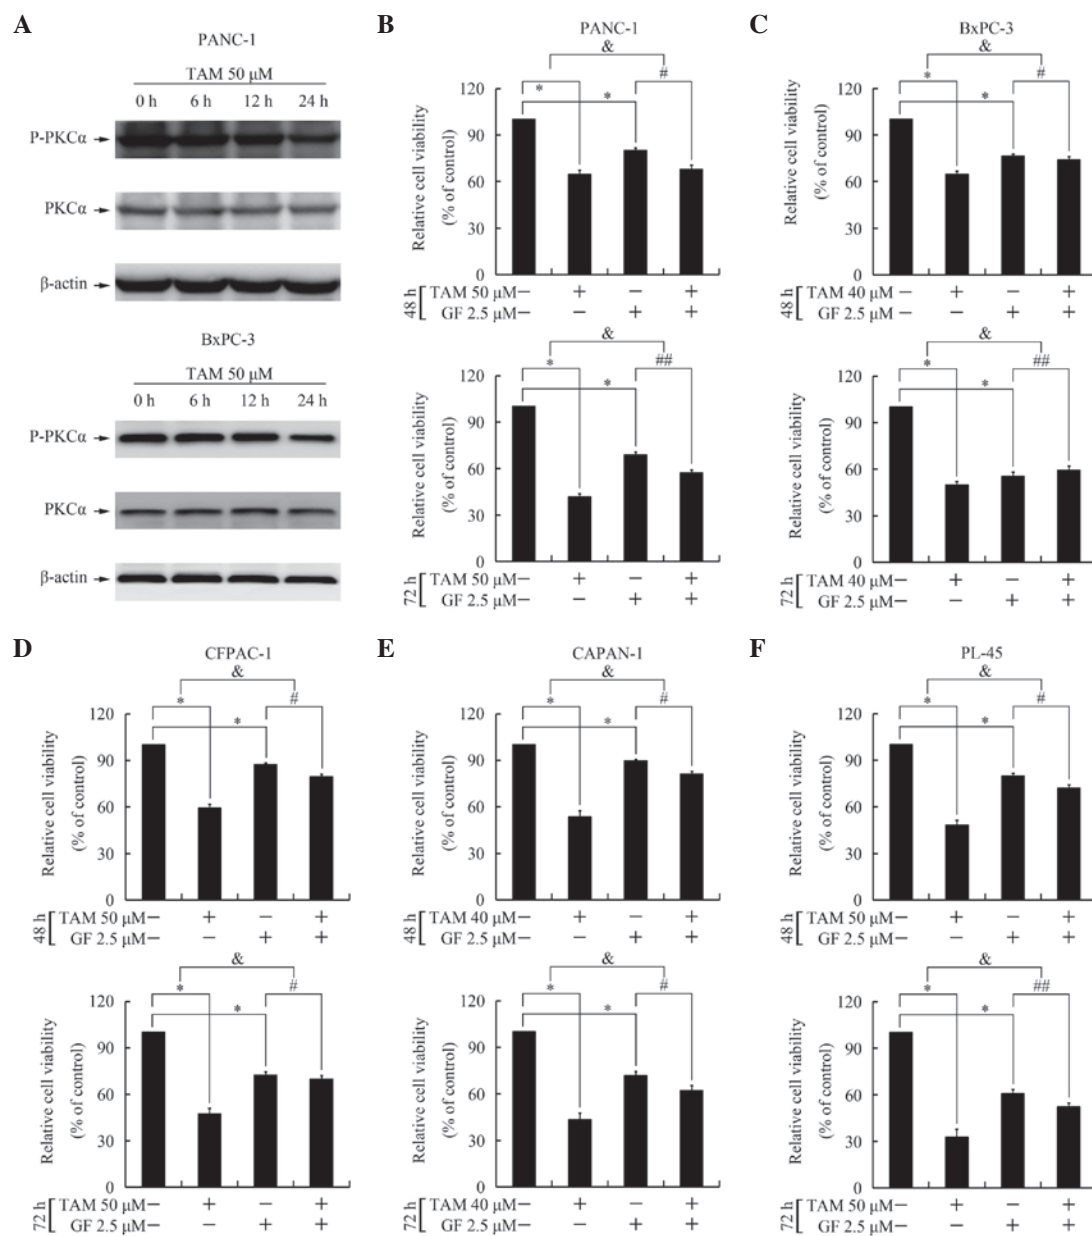 A
PANC-1
TAM 50 μM
0 h 6 h 12 h 24 h
P-PKCα
PKCα
β-actin
BxPC-3
TAM 50 μM
0 h 6 h 12 h 24 h
P-PKCα
PKCα
β-actin
B
PANC-1
&
* #
*
Relative cell viability
(% of control)
120
90
60
30
0
48 h
TAM 50 μM − + − +
GF 2.5 μM − − + +
&
* ##
*
Relative cell viability
(% of control)
120
90
60
30
0
72 h
TAM 50 μM − + − +
GF 2.5 μM − − + +
C
BxPC-3
&
* #
*
Relative cell viability
(% of control)
120
90
60
30
0
48 h
TAM 40 μM − + − +
GF 2.5 μM − − + +
&
* ##
*
Relative cell viability
(% of control)
120
90
60
30
0
72 h
TAM 40 μM − + − +
GF 2.5 μM − − + +
D
CFPAC-1
&
* #
*
Relative cell viability
(% of control)
120
90
60
30
0
48 h
TAM 50 μM − + − +
GF 2.5 μM − − + +
&
* #
*
Relative cell viability
(% of control)
120
90
60
30
0
72 h
TAM 50 μM − + − +
GF 2.5 μM − − + +
E
CAPAN-1
&
* #
*
Relative cell viability
(% of control)
120
90
60
30
0
48 h
TAM 40 μM − + − +
GF 2.5 μM − − + +
&
* #
*
Relative cell viability
(% of control)
120
90
60
30
0
72 h
TAM 40 μM − + − +
GF 2.5 μM − − + +
F
PL-45
&
* #
*
Relative cell viability
(% of control)
120
90
60
30
0
48 h
TAM 50 μM − + − +
GF 2.5 μM − − + +
&
* ##
*
Relative cell viability
(% of control)
120
90
60
30
0
72 h
TAM 50 μM − + − +
GF 2.5 μM − − + +